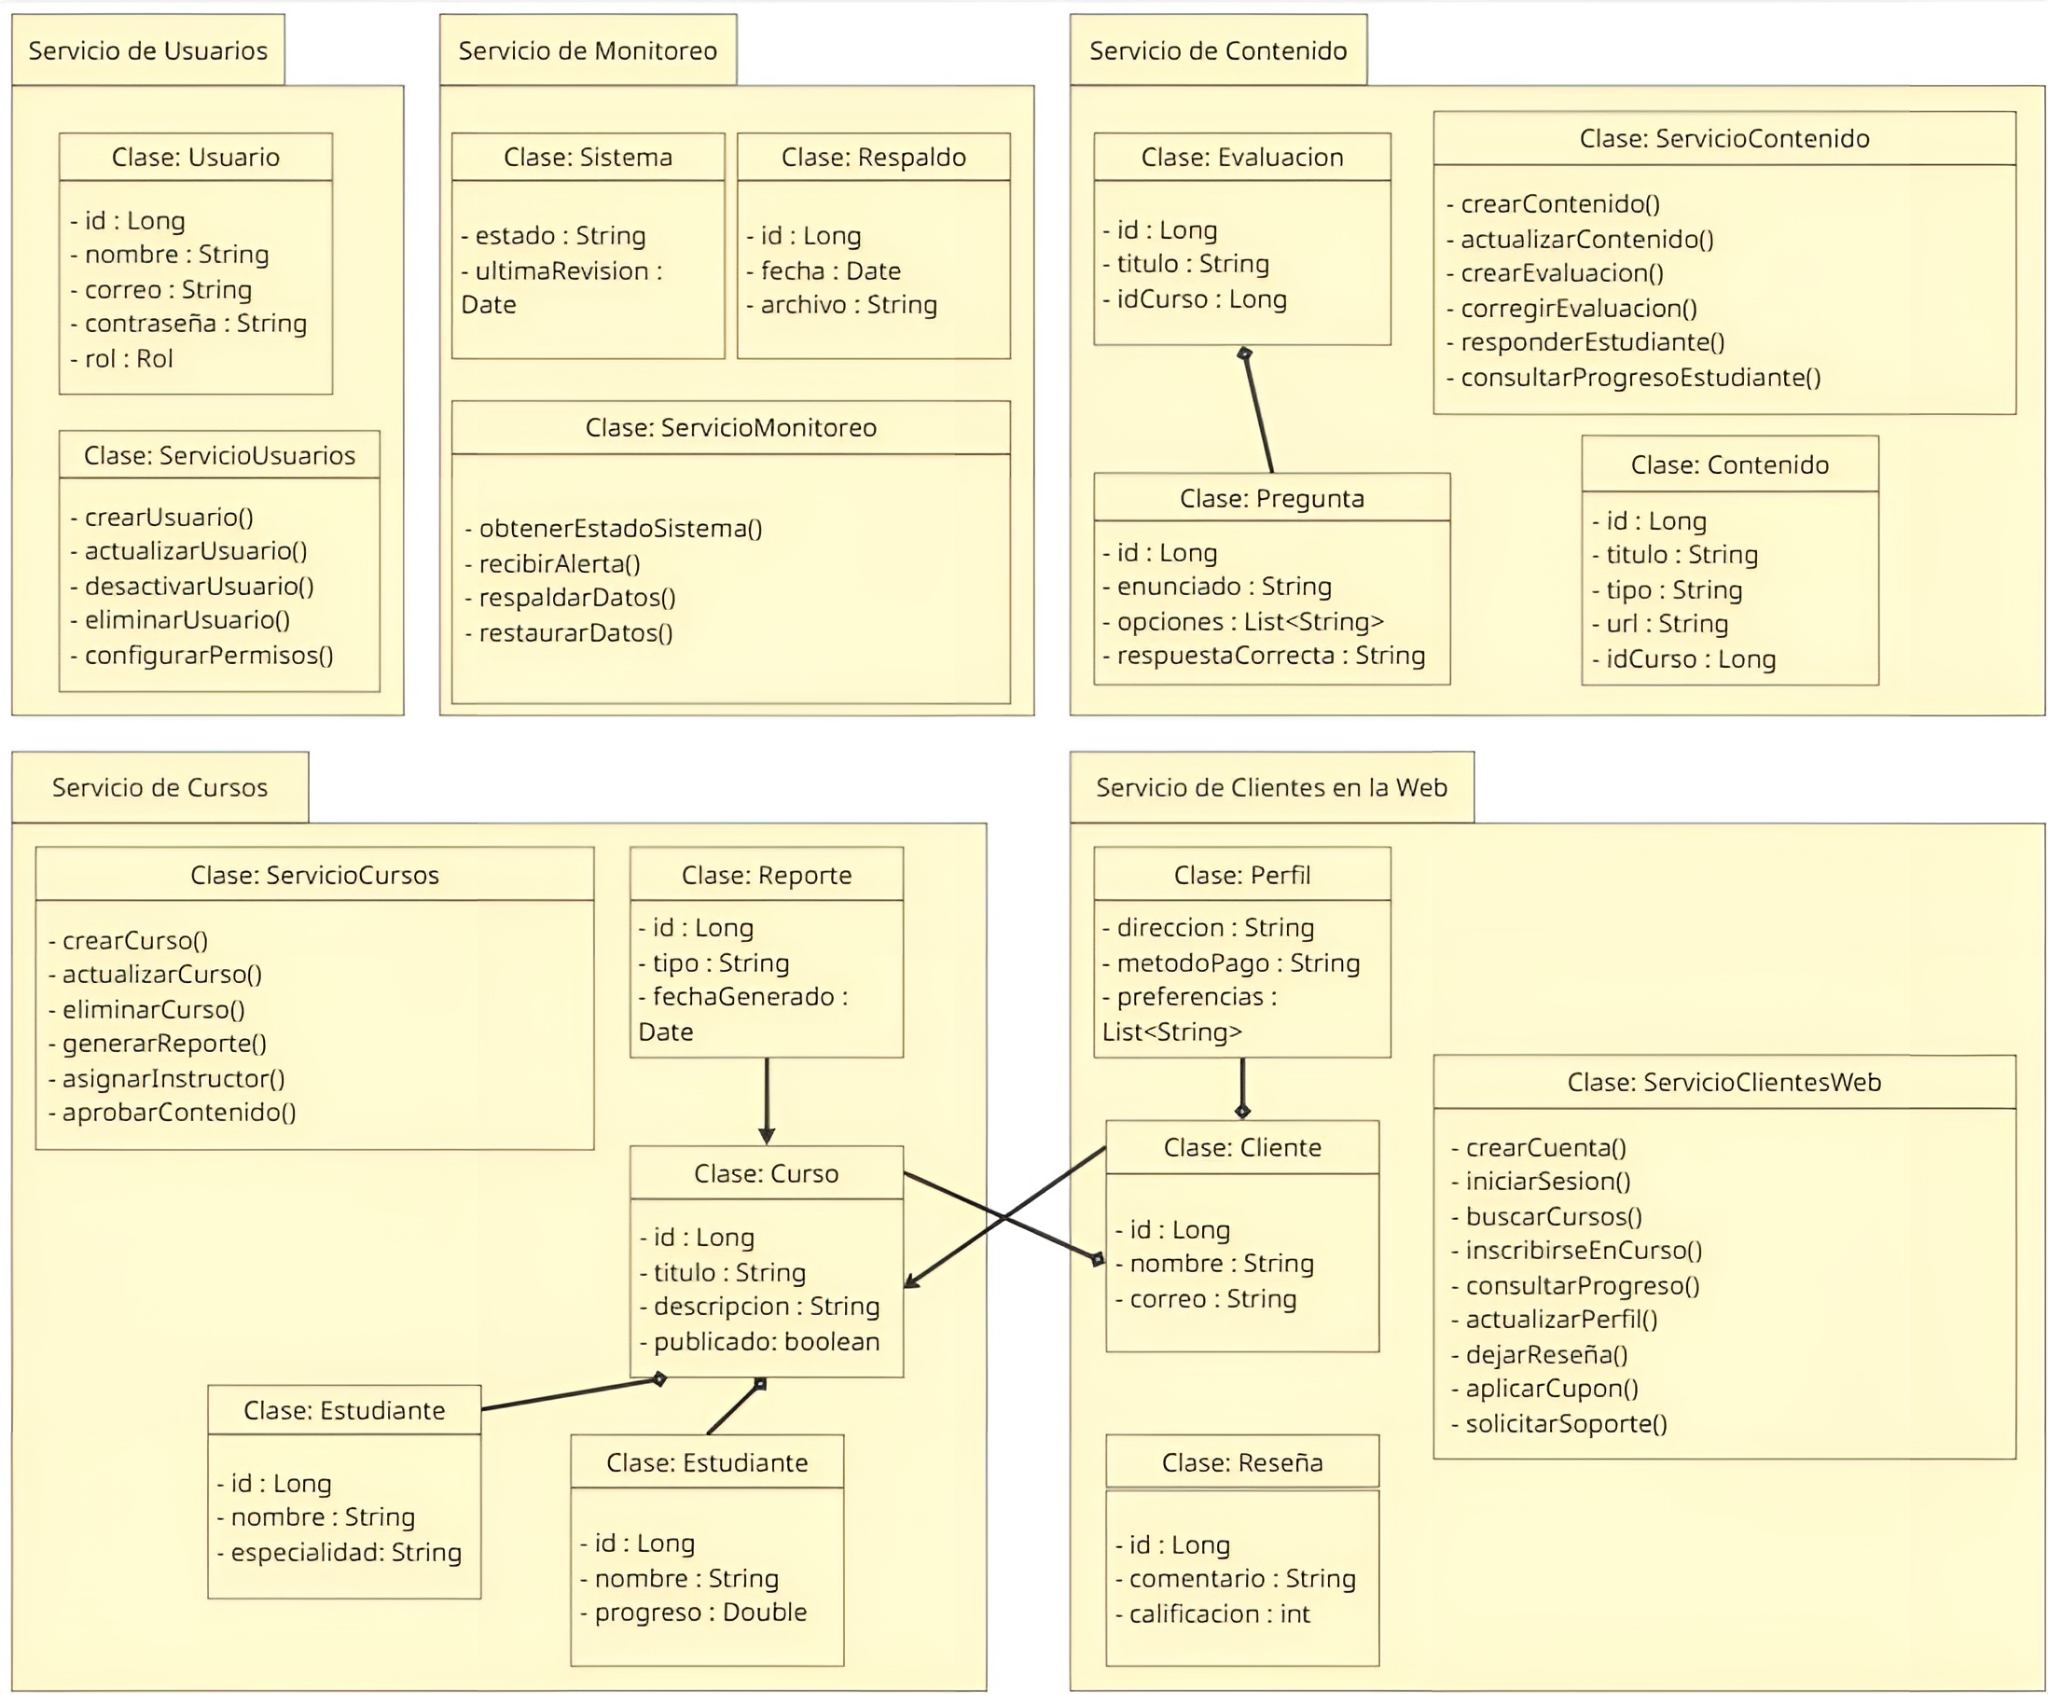 Servicio de Usuarios
Clase: Usuario
- id : Long
- nombre : String
- correo : String
- contraseña : String
- rol : Rol
Clase: ServicioUsuarios
- crearUsuario()
- actualizarUsuario()
- desactivarUsuario()
- eliminarUsuario()
- configurarPermisos()
Servicio de Monitoreo
Clase: Sistema
- estado : String
- ultimaRevision :
Date
Clase: Respaldo
- id : Long
- fecha : Date
- archivo : String
Clase: ServicioMonitoreo
- obtenerEstadoSistema()
- recibirAlerta()
- respaldarDatos()
- restaurarDatos()
Servicio de Contenido
Clase: Evaluacion
- id : Long
- titulo : String
- idCurso : Long
Clase: ServicioContenido
- crearContenido()
- actualizarContenido()
- crearEvaluacion()
- corregirEvaluacion()
- responderEstudiante()
- consultarProgresoEstudiante()
Clase: Pregunta
- id : Long
- enunciado : String
- opciones : List<String>
- respuestaCorrecta : String
Clase: Contenido
- id : Long
- titulo : String
- tipo : String
- url : String
- idCurso : Long
Servicio de Cursos
Clase: ServicioCursos
- crearCurso()
- actualizarCurso()
- eliminarCurso()
- generarReporte()
- asignarInstructor()
- aprobarContenido()
Clase: Reporte
- id : Long
- tipo : String
- fechaGenerado :
Date
Clase: Curso
- id : Long
- titulo : String
- descripcion : String
- publicado: boolean
Clase: Estudiante
- id : Long
- nombre : String
- especialidad: String
Clase: Estudiante
- id : Long
- nombre : String
- progreso : Double
Servicio de Clientes en la Web
Clase: Perfil
- direccion : String
- metodoPago : String
- preferencias :
List<String>
Clase: Cliente
- id : Long
- nombre : String
- correo : String
Clase: ServicioClientesWeb
- crearCuenta()
- iniciarSesion()
- buscarCursos()
- inscribirseEnCurso()
- consultarProgreso()
- actualizarPerfil()
- dejarReseña()
- aplicarCupon()
- solicitarSoporte()
Clase: Reseña
- id : Long
- comentario : String
- calificacion : int